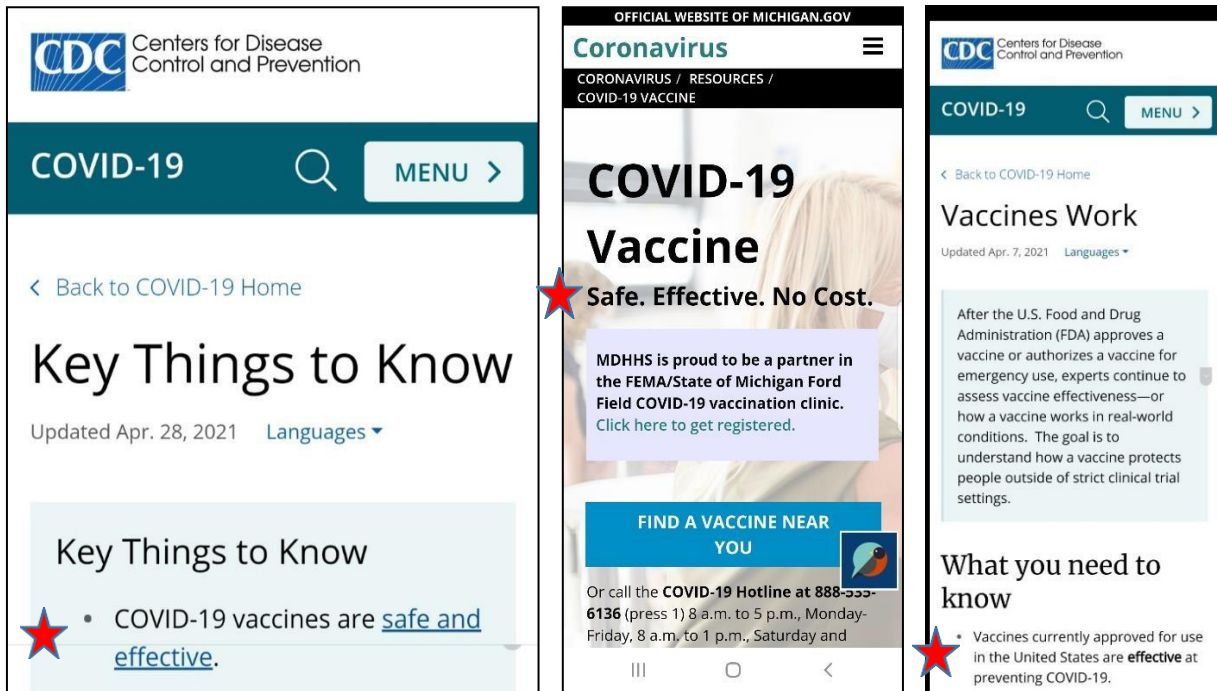 CDC
Centers for Disease
Control and Prevention
COVID-19
MENU >
< Back to COVID-19 Home
Key Things to Know
Updated Apr. 28, 2021 Languages
Key Things to Know
• COVID-19 vaccines are safe and
effective.
OFFICIAL WEBSITE OF MICHIGAN.GOV
Coronavirus
CORONAVIRUS / RESOURCES /
COVID-19 VACCINE
COVID-19
Vaccine
Safe. Effective. No Cost.
MDHHS is proud to be a partner in
the FEMA/State of Michigan Ford
Field COVID-19 vaccination clinic.
Click here to get registered.
FIND A VACCINE NEAR
YOU
Or call the COVID-19 Hotline at 888-535-
6136 (press 1) 8 a.m. to 5 p.m., Monday-
Friday, 8 a.m. to 1 p.m., Saturday and
CDC
Centers for Disease
Control and Prevention
COVID-19
MENU >
< Back to COVID-19 Home
Vaccines Work
Updated Apr. 7, 2021 Languages
After the U.S. Food and Drug
Administration (FDA) approves a
vaccine or authorizes a vaccine for
emergency use, experts continue to
assess vaccine effectiveness—or
how a vaccine works in real-world
conditions. The goal is to
understand how a vaccine protects
people outside of strict clinical trial
settings.
What you need to
know
• Vaccines currently approved for use
in the United States are effective at
preventing COVID-19.